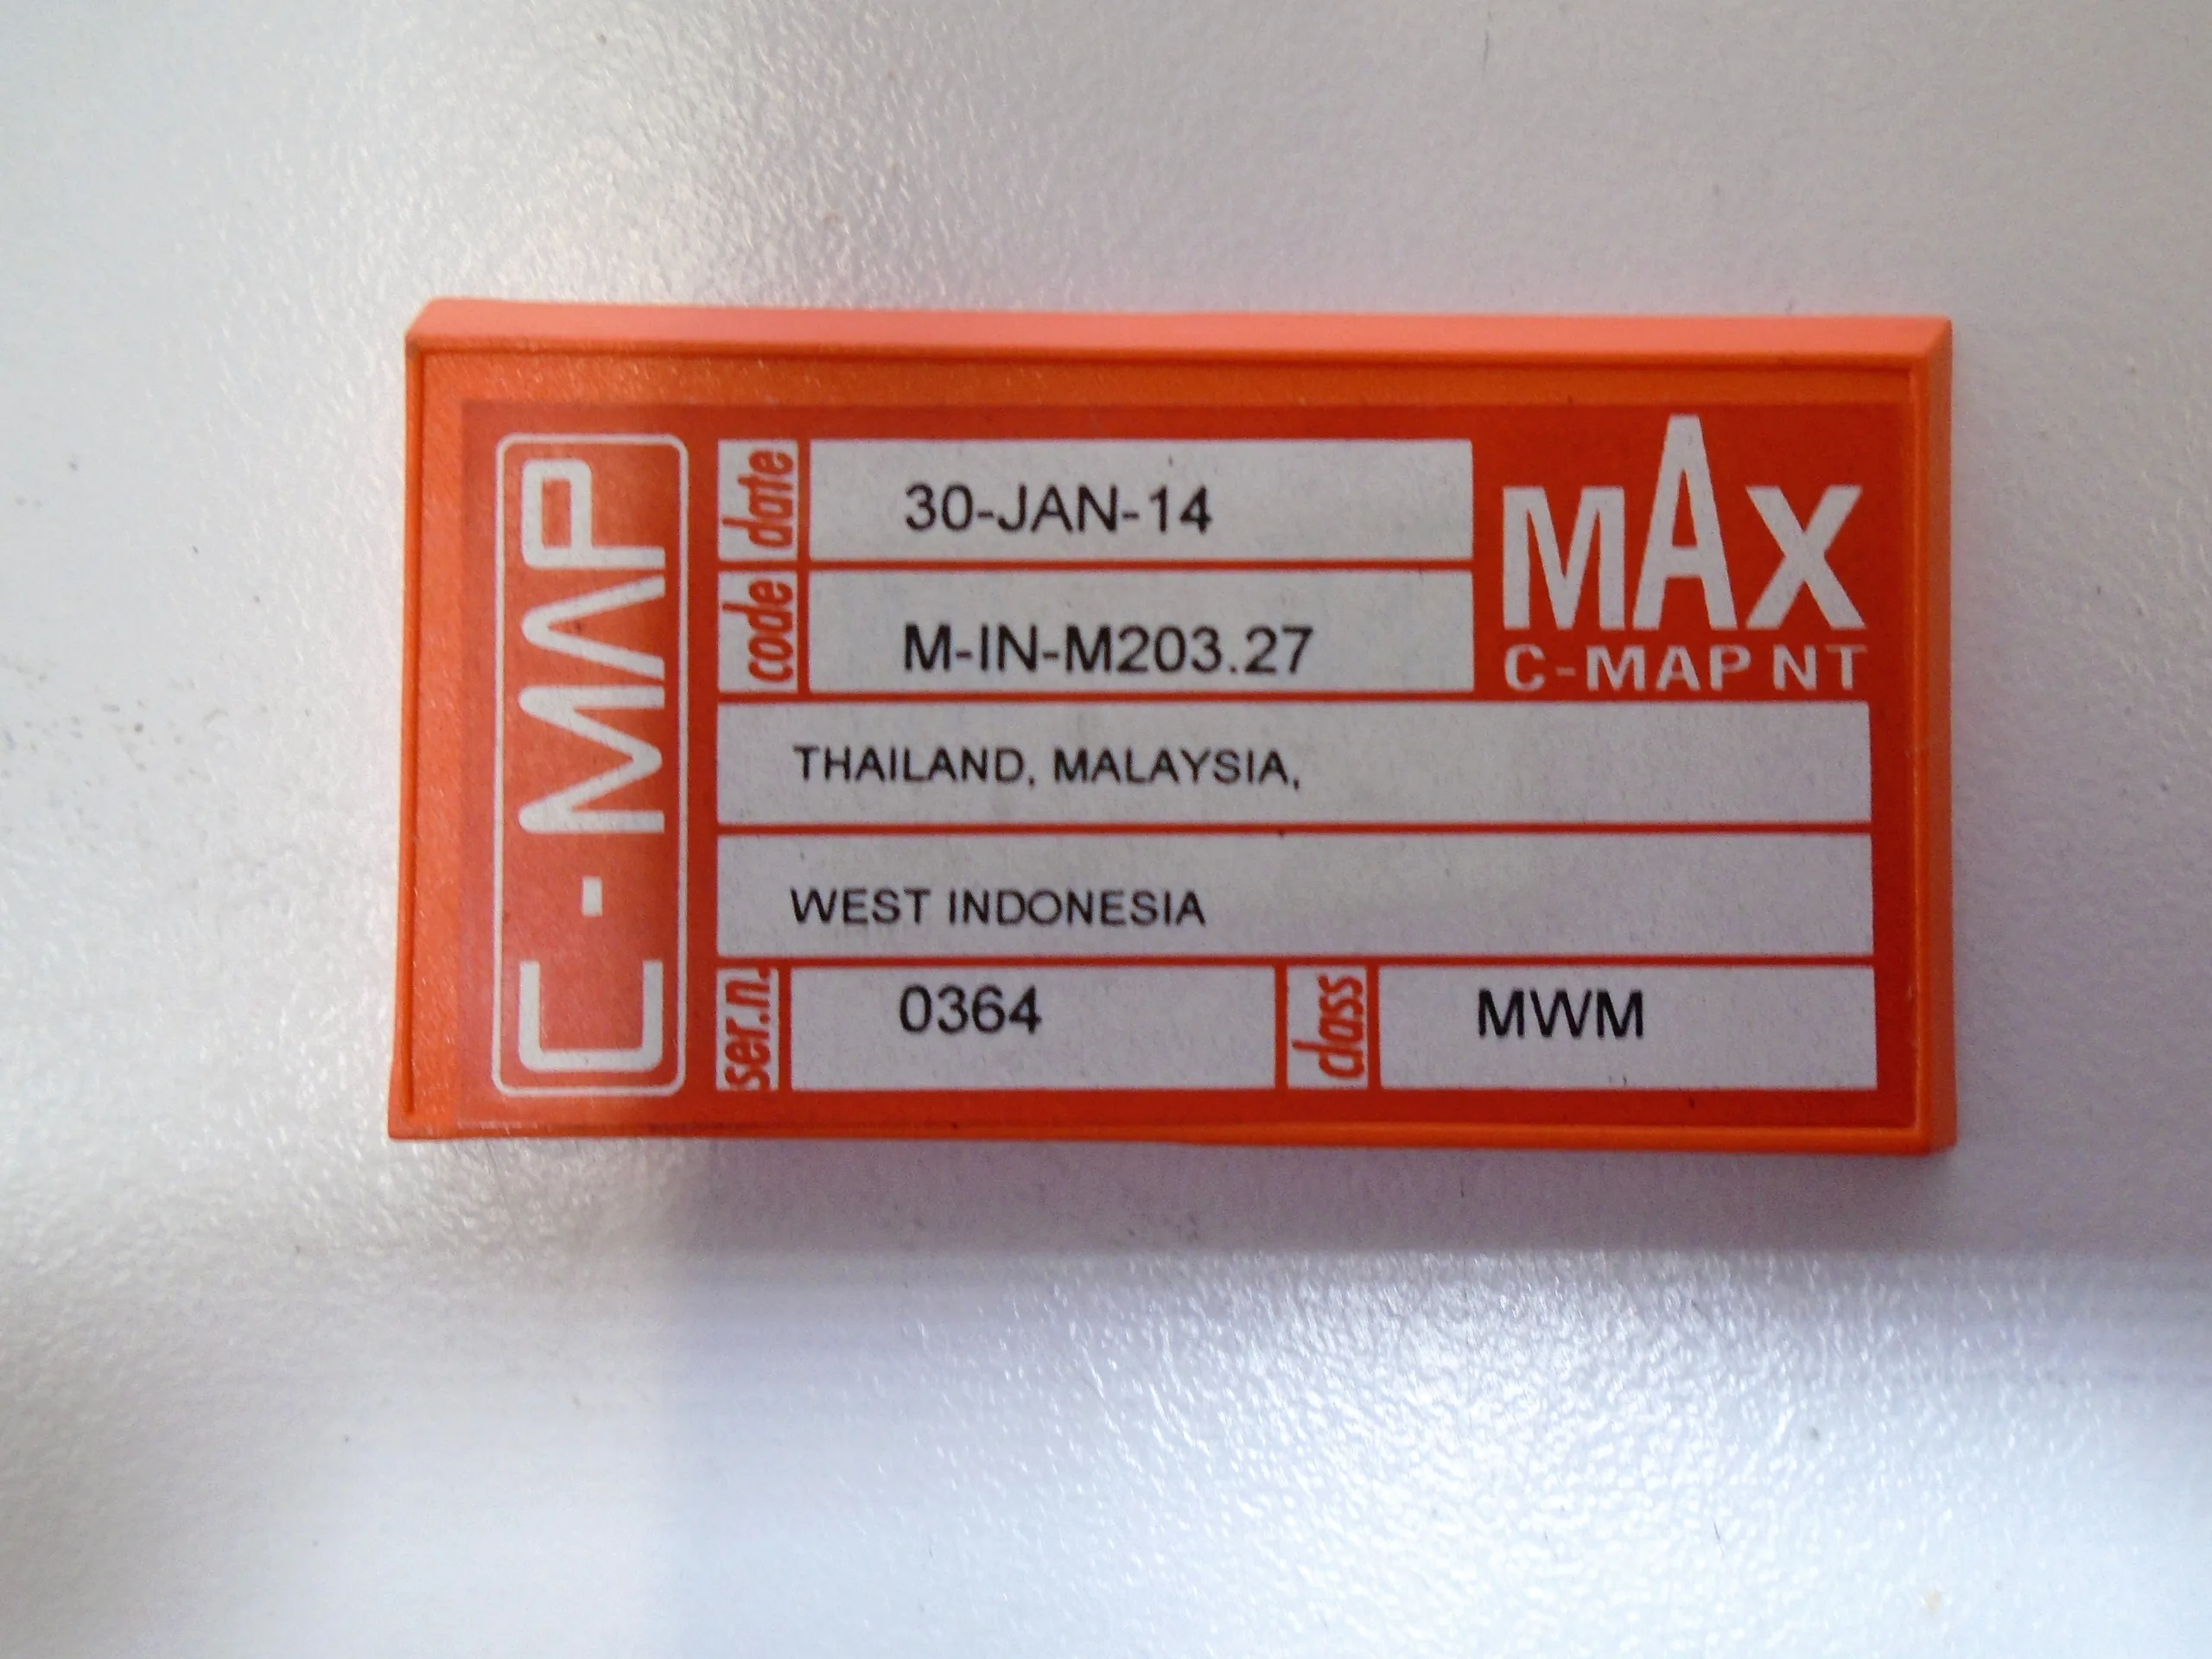 C-MAP
date 30-JAN-14
code M-IN-M203.27
MAX
C-MAP NT
THAILAND, MALAYSIA,
WEST INDONESIA
ser.n. 0364 class MWM